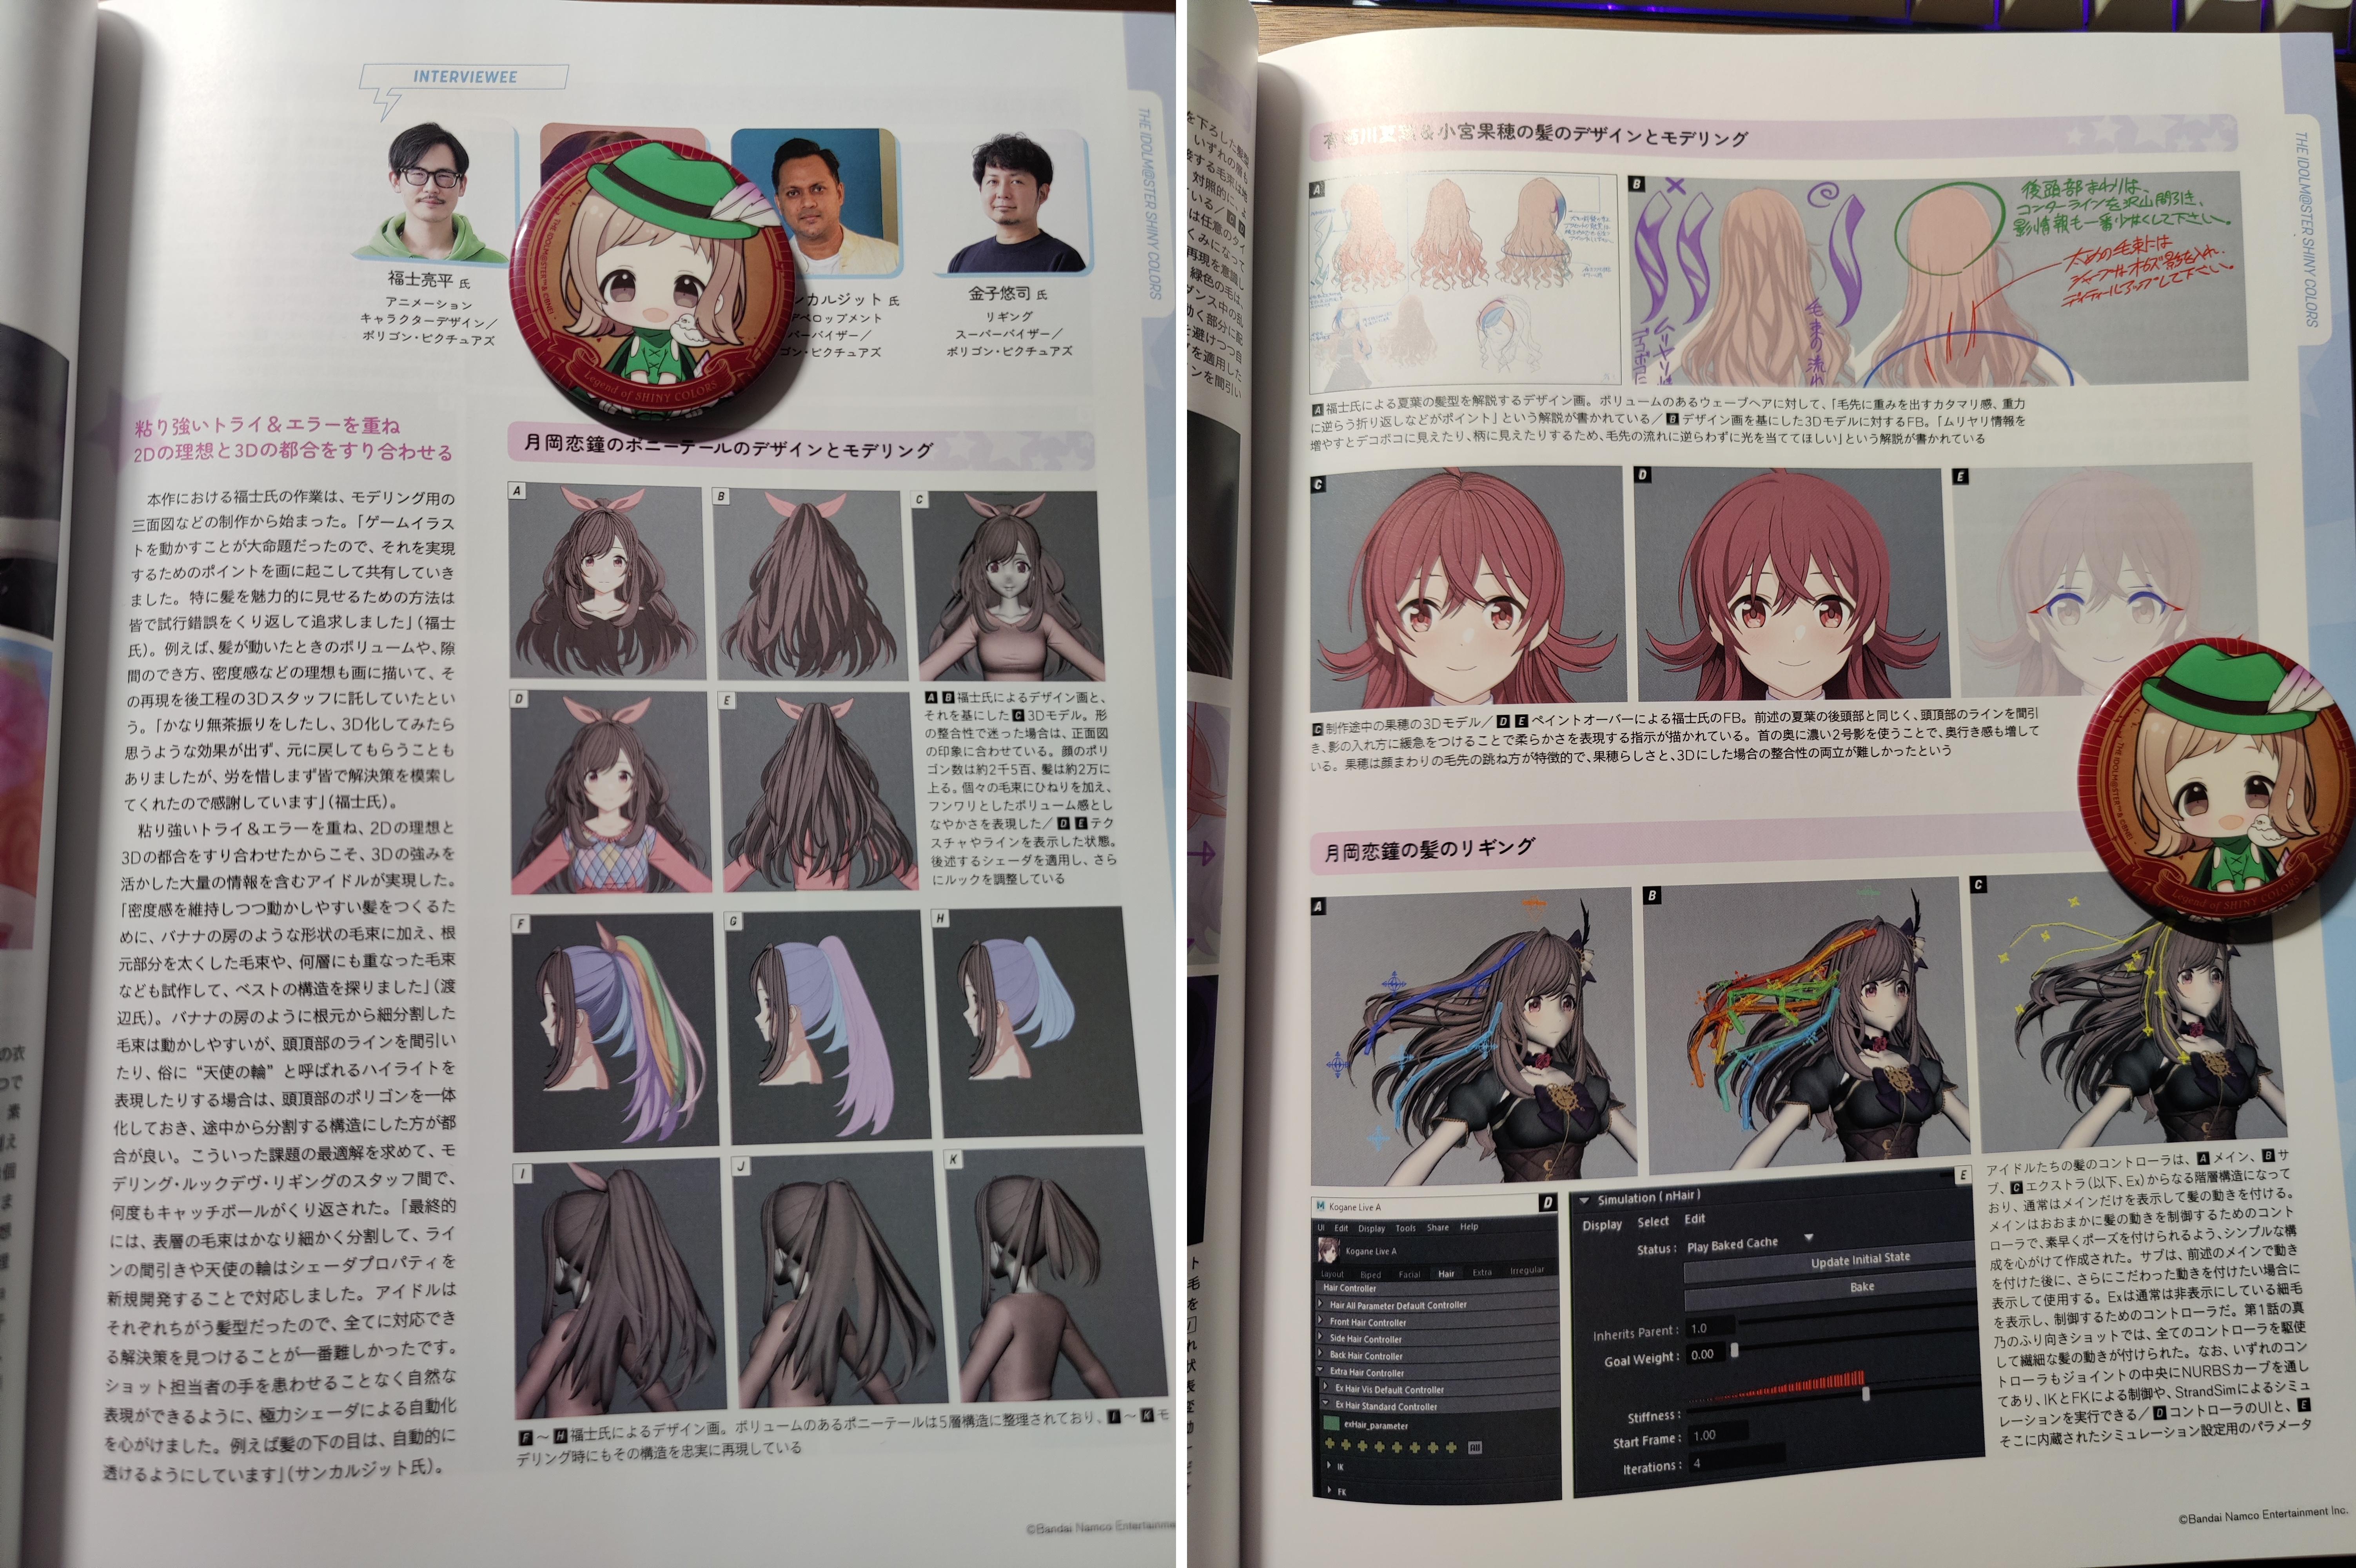 INTERVIEWEE
福士亮平 氏
アニメーション
キャラクターデザイン／
ポリゴン・ピクチュアズ
ンカルジット 氏
ベロップメント
バーバイザー／
ゴン・ピクチュアズ
金子悠司 氏
リギング
スーパーバイザー／
ポリゴン・ピクチュアズ
THE IDOLM@STER SHINY COLORS
Legend of SHINY COLORS
粘り強いトライ＆エラーを重ね
2Dの理想と3Dの都合をすり合わせる
本作における福士氏の作業は、モデリング用の
三面図などの制作から始まった。「ゲームイラス
トを動かすことが大命題だったので、それを実現
するためのポイントを画に起こして共有していき
ました。特に髪を魅力的に見せるための方法は
皆で試行錯誤をくり返して追求しました」（福士
氏）。例えば、髪が動いたときのボリュームや、隙
間のでき方、密度感などの理想も画に描いて、そ
の再現を後工程の3Dスタッフに託していたとい
う。「かなり無茶振りをしたし、3D化してみたら
思うような効果が出ず、元に戻してもらうことも
ありましたが、労を惜しまず皆で解決策を模索し
てくれたので感謝しています」（福士氏）。
粘り強いトライ＆エラーを重ね、2Dの理想と
3Dの都合をすり合わせたからこそ、3Dの強みを
活かした大量の情報を含むアイドルが実現した。
「密度感を維持しつつ動かしやすい髪をつくるた
めに、バナナの房のような形状の毛束に加え、根
元部分を太くした毛束や、何層にも重なった毛束
なども試作して、ベストの構造を探りました」（渡
辺氏）。バナナの房のように根元から細分割した
毛束は動かしやすいが、頭頂部のラインを間引い
たり、俗に“天使の輪”と呼ばれるハイライトを
表現したりする場合は、頭頂部のポリゴンを一体
化しておき、途中から分割する構造にした方が都
合が良い。こういった課題の最適解を求めて、モ
デリング・ルックデヴ・リギングのスタッフ間で、
何度もキャッチボールがくり返された。「最終的
には、表層の毛束はかなり細かく分割して、ライ
ンの間引きや天使の輪はシェーダプロパティを
新規開発することで対応しました。アイドルは
それぞれちがう髪型だったので、全てに対応でき
る解決策を見つけることが一番難しかったです。
ショット担当者の手を患わせることなく自然な
表現ができるように、極力シェーダによる自動化
を心がけました。例えば髪の下の目は、自動的に
透けるようにしています」（サンカルジット氏）。
月岡恋鐘のポニーテールのデザインとモデリング
A
B
C
D
E
A B 福士氏によるデザイン画と、
それを基にした C 3Dモデル。形
の整合性で迷った場合は、正面図
の印象に合わせている。顔のポリ
ゴン数は約2千5百、髪は約2万に
上る。個々の毛束にひねりを加え、
フンワリとしたボリューム感とし
なやかさを表現した／ D E テク
スチャやラインを表示した状態。
後述するシェーダを適用し、さら
にルックを調整している
F
G
H
I
J
K
F ～ H 福士氏によるデザイン画。ボリュームのあるポニーテールは5層構造に整理されており、 I ～ K モ
デリング時にもその構造を忠実に再現している
©Bandai Namco Entertainme
＆小宮果穂の髪のデザインとモデリング
A
B
後頭部まわりは、
コンターラインを沢山間引き、
影情報も一番少なくして下さい。
太めの毛束には
シャープなオチ影を入れ、
ディティールアップして下さい。
毛束の流れ
A 福士氏による夏葉の髪型を解説するデザイン画。ボリュームのあるウェーブヘアに対して、「毛先に重みを出すカタマリ感、重力
に逆らう折り返しなどがポイント」という解説が書かれている／ B デザイン画を基にした3Dモデルに対するFB。「ムリヤリ情報を
増やすとデコボコに見えたり、柄に見えたりするため、毛先の流れに逆らわずに光を当ててほしい」という解説が書かれている
C
D
E
C 制作途中の果穂の3Dモデル／ D E ペイントオーバーによる福士氏のFB。前述の夏葉の後頭部と同じく、頭頂部のラインを間引
き、影の入れ方に緩急をつけることで柔らかさを表現する指示が描かれている。首の奥に濃い2号影を使うことで、奥行き感も増して
いる。果穂は顔まわりの毛先の跳ね方が特徴的で、果穂らしさと、3Dにした場合の整合性の両立が難しかったという
THE IDOLM@STER SHINY COLORS
Legend of SHINY COLORS
月岡恋鐘の髪のリギング
A
B
C
D
Kogane Live A
UI Edit Display Tools Share Help
Kogane Live A
Layout Biped Facial Hair Extra Irregular
Hair Controller
Hair All Parameter Default Controller
Front Hair Controller
Side Hair Controller
Back Hair Controller
Extra Hair Controller
Ex Hair Vis Default Controller
Ex Hair Standard Controller
exHair_parameter
All
IK
FK
E
Simulation ( nHair )
Display Select Edit
Status : Play Baked Cache
Update Initial State
Bake
Inherits Parent : 1.0
Goal Weight : 0.00
Stiffness :
Start Frame : 1.00
Iterations : 4
アイドルたちの髪のコントローラは、 A メイン、 B サ
ブ、 C エクストラ（以下、Ex）からなる階層構造になって
おり、通常はメインだけを表示して髪の動きを付ける。
メインはおおまかに髪の動きを制御するためのコント
ローラで、素早くポーズを付けられるよう、シンプルな構
成を心がけて作成された。サブは、前述のメインで動き
を付けた後に、さらにこだわった動きを付けたい場合に
表示して使用する。Exは通常は非表示にしている細毛
を表示し、制御するためのコントローラだ。第1話の真
乃のふり向きショットでは、全てのコントローラを駆使
して繊細な髪の動きが付けられた。なお、いずれのコン
トローラもジョイントの中央にNURBSカーブを通し
てあり、IKとFKによる制御や、StrandSimによるシミュ
レーションを実行できる／ D コントローラのUIと、 E
そこに内蔵されたシミュレーション設定用のパラメータ
©Bandai Namco Entertainment Inc.